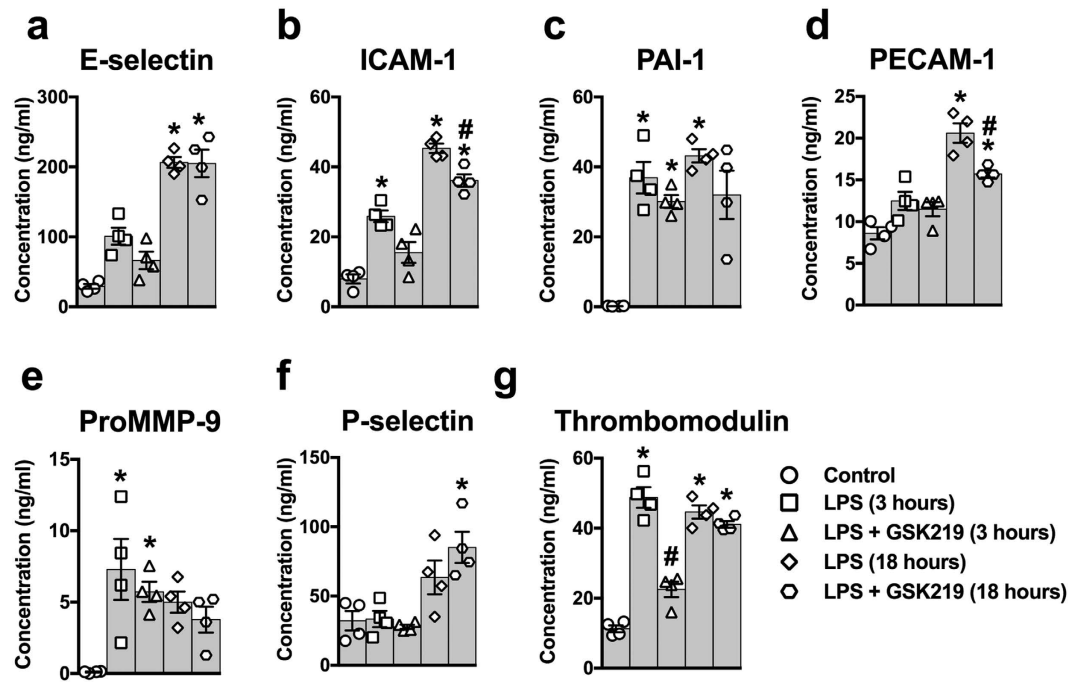 a
E-selectin
Concentration (ng/ml)
300
200
100
0
*
*
b
ICAM-1
Concentration (ng/ml)
60
40
20
0
*
*
#
*
c
PAI-1
Concentration (ng/ml)
60
40
20
0
*
*
*
d
PECAM-1
Concentration (ng/ml)
25
20
15
10
5
0
*
#
*
e
ProMMP-9
Concentration (ng/ml)
15
10
5
0
*
*
f
P-selectin
Concentration (ng/ml)
150
100
50
0
*
g
Thrombomodulin
Concentration (ng/ml)
60
40
20
0
*
#
*
*
Control
LPS (3 hours)
LPS + GSK219 (3 hours)
LPS (18 hours)
LPS + GSK219 (18 hours)